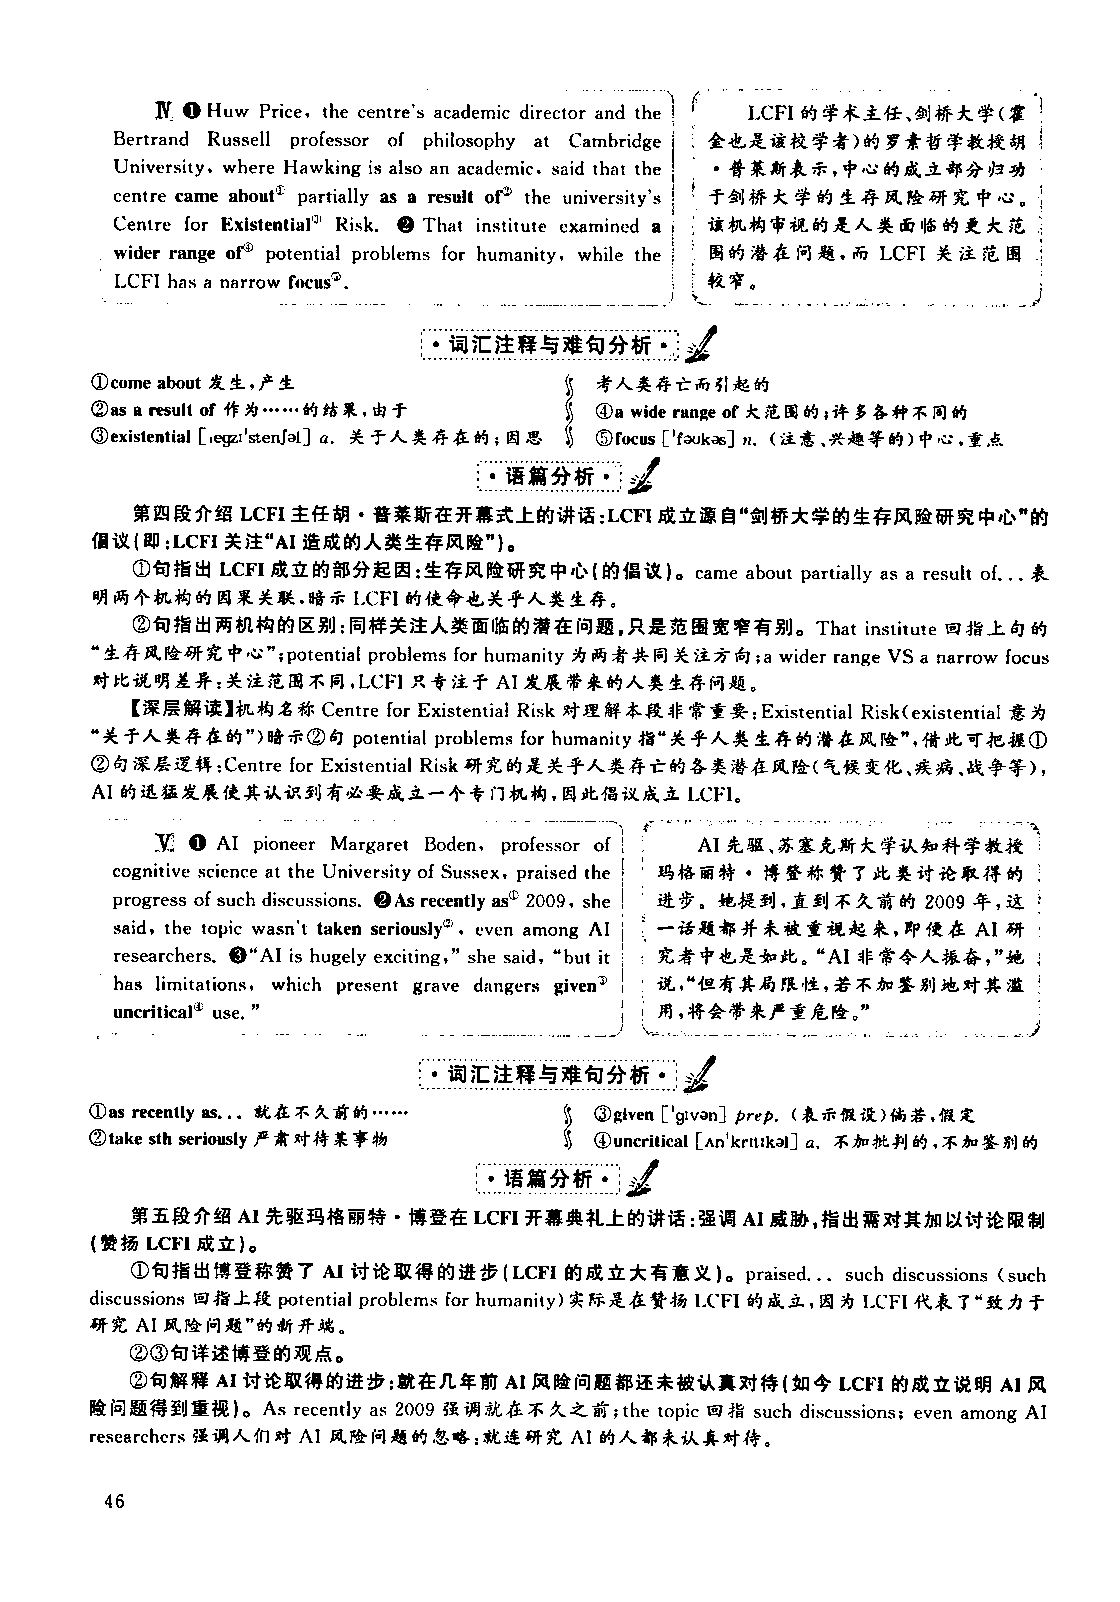 Ⅳ ❶ Huw Price, the centre's academic director and the
Bertrand Russell professor of philosophy at Cambridge
University, where Hawking is also an academic, said that the
centre came about① partially as a result of② the university's
Centre for Existential③ Risk. ❷ That institute examined a
wider range of④ potential problems for humanity, while the
LCFI has a narrow focus⑤.
LCFI 的学术主任、剑桥大学(霍
金也是该校学者)的罗素哲学教授胡
·普莱斯表示,中心的成立部分归功
于剑桥大学的生存风险研究中心。
该机构审视的是人类面临的更大范
围的潜在问题,而 LCFI 关注范围
较窄。
·词汇注释与难句分析·
①come about 发生,产生
②as a result of 作为……的结果,由于
③existential [ˌegzɪˈstenʃəl] a. 关于人类存在的;因思
考人类存亡而引起的
④a wide range of 大范围的;许多各种不同的
⑤focus [ˈfəʊkəs] n. (注意、兴趣等的)中心,重点
·语篇分析·
第四段介绍 LCFI 主任胡·普莱斯在开幕式上的讲话:LCFI 成立源自“剑桥大学的生存风险研究中心”的
倡议(即:LCFI 关注“AI 造成的人类生存风险”)。
①句指出 LCFI 成立的部分起因:生存风险研究中心(的倡议)。came about partially as a result of... 表
明两个机构的因果关联,暗示 LCFI 的使命也关乎人类生存。
②句指出两机构的区别:同样关注人类面临的潜在问题,只是范围宽窄有别。That institute 回指上句的
“生存风险研究中心”;potential problems for humanity 为两者共同关注方向;a wider range VS a narrow focus
对比说明差异:关注范围不同,LCFI 只专注于 AI 发展带来的人类生存问题。
【深层解读】机构名称 Centre for Existential Risk 对理解本段非常重要:Existential Risk(existential 意为
“关于人类存在的”)暗示②句 potential problems for humanity 指“关乎人类生存的潜在风险”,借此可把握①
②句深层逻辑:Centre for Existential Risk 研究的是关乎人类存亡的各类潜在风险(气候变化、疾病、战争等),
AI 的迅猛发展使其认识到有必要成立一个专门机构,因此倡议成立 LCFI。
Ⅴ ❶ AI pioneer Margaret Boden, professor of
cognitive science at the University of Sussex, praised the
progress of such discussions. ❷As recently as① 2009, she
said, the topic wasn't taken seriously②, even among AI
researchers. ❸“AI is hugely exciting,” she said, “but it
has limitations, which present grave dangers given③
uncritical④ use.”
AI 先驱、苏塞克斯大学认知科学教授
玛格丽特·博登称赞了此类讨论取得的
进步。她提到,直到不久前的 2009 年,这
一话题都并未被重视起来,即便在 AI 研
究者中也是如此。“AI 非常令人振奋,”她
说,“但有其局限性,若不加鉴别地对其滥
用,将会带来严重危险。”
·词汇注释与难句分析·
①as recently as... 就在不久前的……
②take sth seriously 严肃对待某事物
③given [ˈgɪvən] prep. (表示假设)倘若,假定
④uncritical [ʌnˈkrɪtɪkəl] a. 不加批判的,不加鉴别的
·语篇分析·
第五段介绍 AI 先驱玛格丽特·博登在 LCFI 开幕典礼上的讲话:强调 AI 威胁,指出需对其加以讨论限制
(赞扬 LCFI 成立)。
①句指出博登称赞了 AI 讨论取得的进步(LCFI 的成立大有意义)。praised... such discussions (such
discussions 回指上段 potential problems for humanity)实际是在赞扬 LCFI 的成立,因为 LCFI 代表了“致力于
研究 AI 风险问题”的新开端。
②③句详述博登的观点。
②句解释 AI 讨论取得的进步:就在几年前 AI 风险问题都还未被认真对待(如今 LCFI 的成立说明 AI 风
险问题得到重视)。As recently as 2009 强调就在不久之前;the topic 回指 such discussions; even among AI
researchers 强调人们对 AI 风险问题的忽略:就连研究 AI 的人都未认真对待。
46